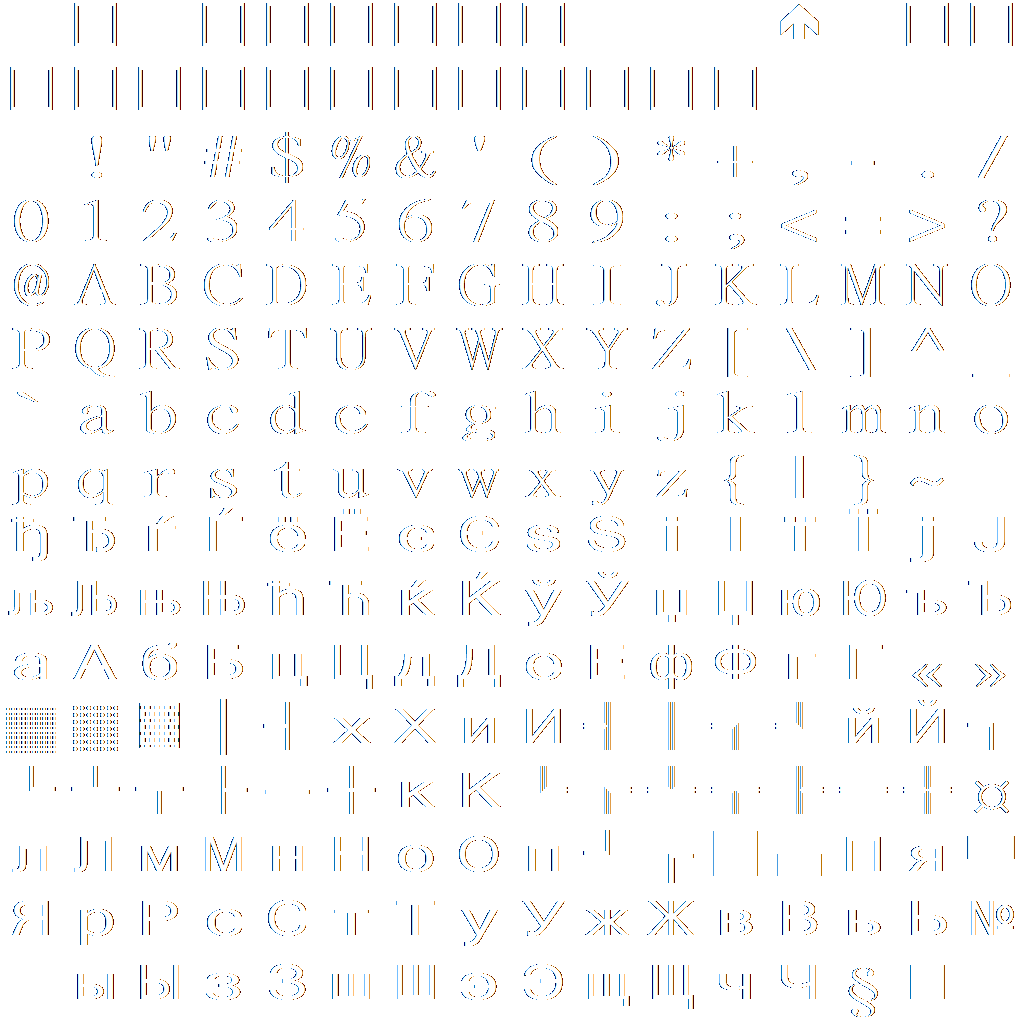 ! " # $ % & ' ( ) * + , - . /
0 1 2 3 4 5 6 7 8 9 : ; < = > ?
@ A B C D E F G H I J K L M N O
P Q R S T U V W X Y Z [ \ ] ^ _
` a b c d e f g h i j k l m n o
p q r s t u v w x y z { | } ~
ђ Ђ ѓ Ѓ ё Ё є Є ѕ Ѕ і І ї Ї ј Ј
љ Љ њ Њ ћ Ћ ќ Ќ ў Ў џ Џ ю Ю ъ Ъ
а А б Б ц Ц д Д е Е ф Ф г Г « »
░ ▒ ▓ │ ┤ х Х и И ╣ ║ ╗ ╝ й Й ┐
└ ┴ ┬ ├ ─ ┼ к К ╚ ╔ ╩ ╦ ╠ ═ ╬ ¤
л Л м М н Н о О п ┘ ┌ █ ▄ П я ▀
Я р Р с С т Т у У ж Ж в В ь Ь №
ы Ы з З ш Ш э Э щ Щ ч Ч § ■